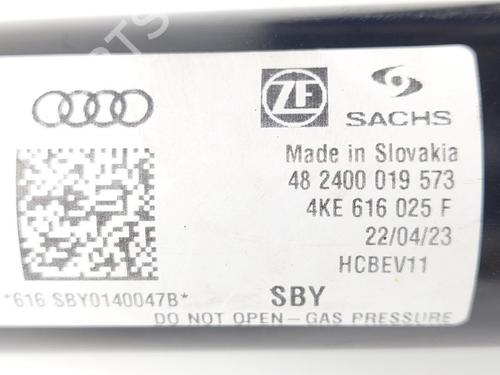 ZF SACHS
Made in Slovakia
48 2400 019 573
4KE 616 025 F
22/04/23
HCBEV11
*616 SBY0140047B*
SBY
DO NOT OPEN-GAS PRESSURE